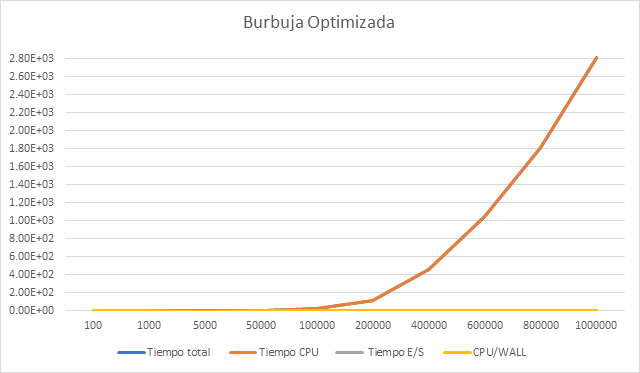 Burbuja Optimizada
2.80E+03
2.60E+03
2.40E+03
2.20E+03
2.00E+03
1.80E+03
1.60E+03
1.40E+03
1.20E+03
1.00E+03
8.00E+02
6.00E+02
4.00E+02
2.00E+02
0.00E+00
100 1000 5000 50000 100000 200000 400000 600000 800000 1000000
Tiempo total Tiempo CPU Tiempo E/S CPU/WALL